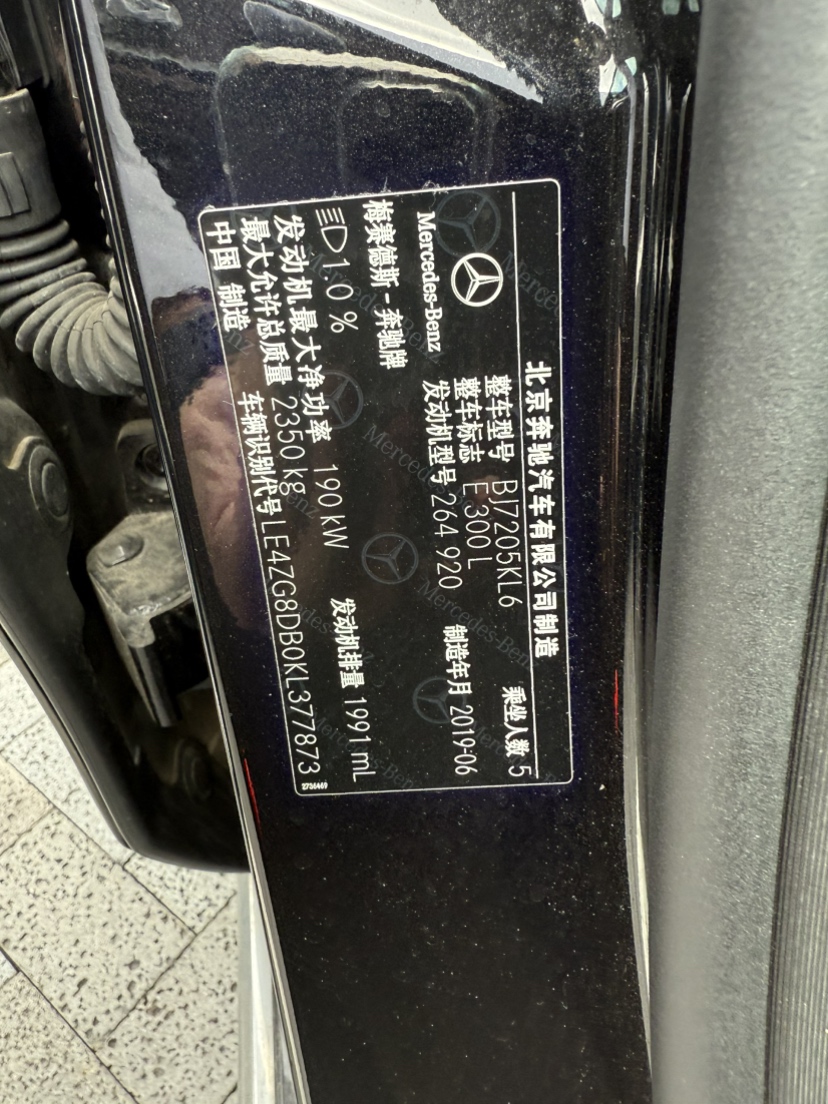 北京奔驰汽车有限公司制造
整车型号 BJ7205KL6 乘坐人数 5
整车标志 E 300 L
发动机型号 264 920 制造年月 2019-06
Mercedes-Benz
梅赛德斯-奔驰牌
1.0 % 发动机排量 1991 mL
发动机最大净功率 190 kW
最大允许总质量 2350 kg
车辆识别代号 LE4ZG8DB0KL377873
中国 制造
2736469